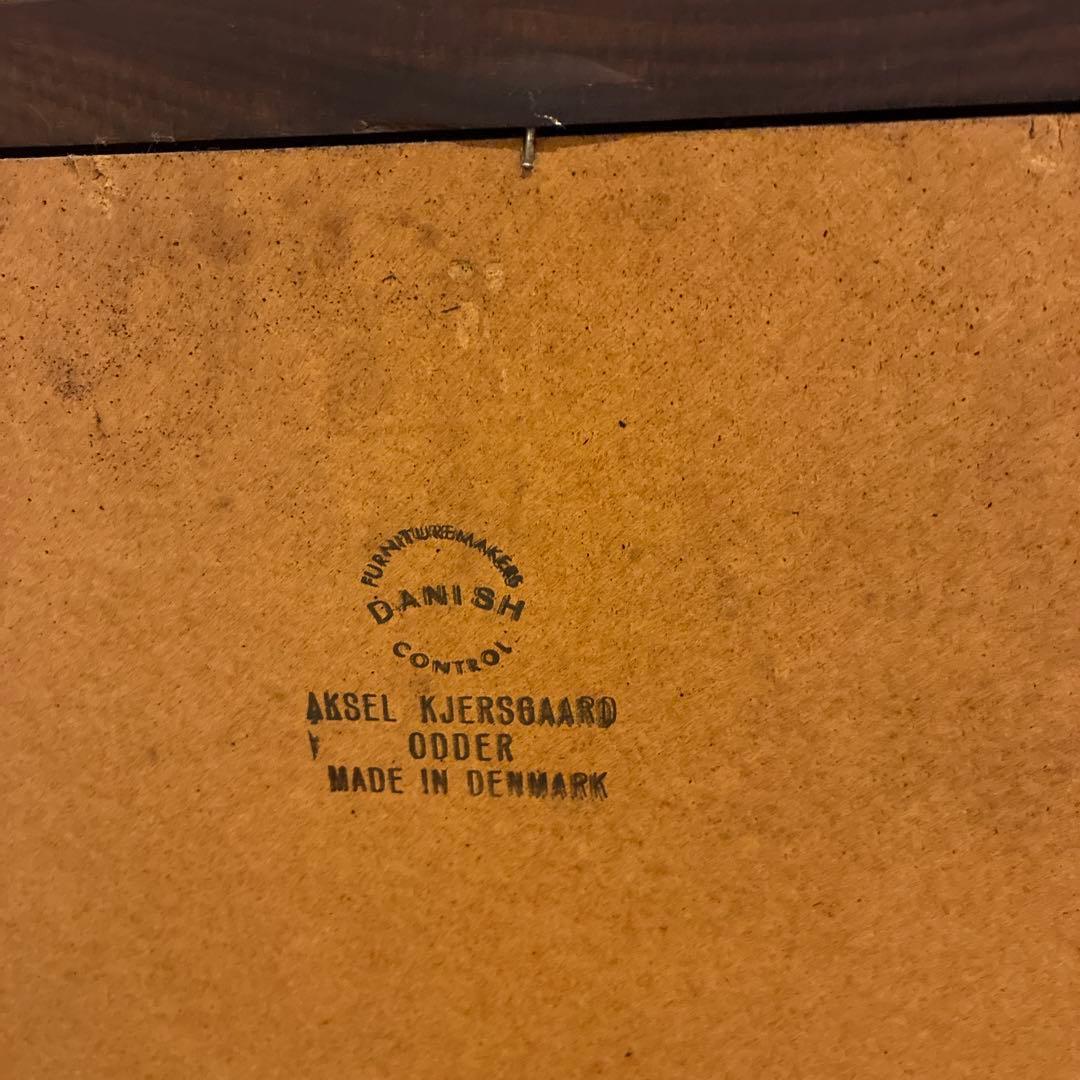 FURNITUREMAKERS
DANISH
CONTROL
AKSEL KJERSGAARD
ODDER
MADE IN DENMARK